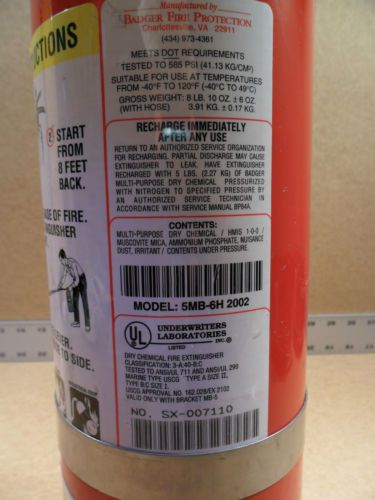 Manufactured by
BADGER FIRE PROTECTION
Charlottesville, VA 22911
(434) 973-4361
MEETS DOT REQUIREMENTS
TESTED TO 585 PSI (41.13 KG/CM²)
SUITABLE FOR USE AT TEMPERATURES
FROM -40°F TO 120°F (-40°C TO 49°C)
GROSS WEIGHT: 8 LB. 10 OZ. ± 6 OZ.
(WITH HOSE) 3.91 KG. ± 0.17 KG.
RECHARGE IMMEDIATELY
AFTER ANY USE
RETURN TO AN AUTHORIZED SERVICE ORGANIZATION
FOR RECHARGING. PARTIAL DISCHARGE MAY CAUSE
EXTINGUISHER TO LEAK. HAVE EXTINGUISHER
RECHARGED WITH 5 LBS. (2.27 KG) OF BADGER
MULTI-PURPOSE DRY CHEMICAL PRESSURIZED
WITH NITROGEN TO SPECIFIED PRESSURE BY
AN AUTHORIZED SERVICE TECHNICIAN IN
ACCORDANCE WITH SERVICE MANUAL BP84A.
CONTENTS:
MULTI-PURPOSE DRY CHEMICAL / HMIS 1-0-0 /
MUSCOVITE MICA, AMMONIUM PHOSPHATE, NUISANCE
DUST, IRRITANT / CONTENTS UNDER PRESSURE
MODEL: 5MB-6H 2002
UL
UNDERWRITERS
LABORATORIES
INC.®
LISTED
DRY CHEMICAL FIRE EXTINGUISHER
CLASSIFICATION: 3-A:40-B:C
TESTED TO ANSI/UL 711 AND ANSI/UL 299
MARINE TYPE USCG TYPE A SIZE II,
TYPE B:C SIZE I,
USCG APPROVAL NO. 162.028/EX 2102
VALID ONLY WITH BRACKET MB-5
NO. SX-007110
START
FROM
8 FEET
BACK.
OF FIRE.
TO SIDE.